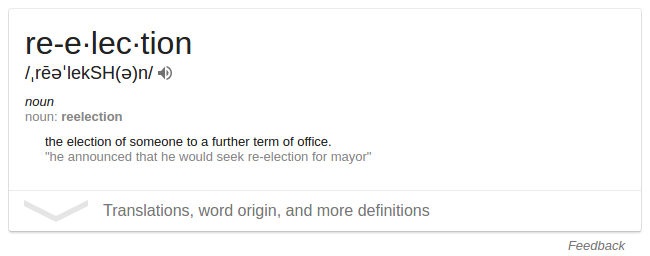 re-e·lec·tion
/ˌrēəˈlekSH(ə)n/
noun
noun: reelection
the election of someone to a further term of office.
"he announced that he would seek re-election for mayor"
Translations, word origin, and more definitions
Feedback